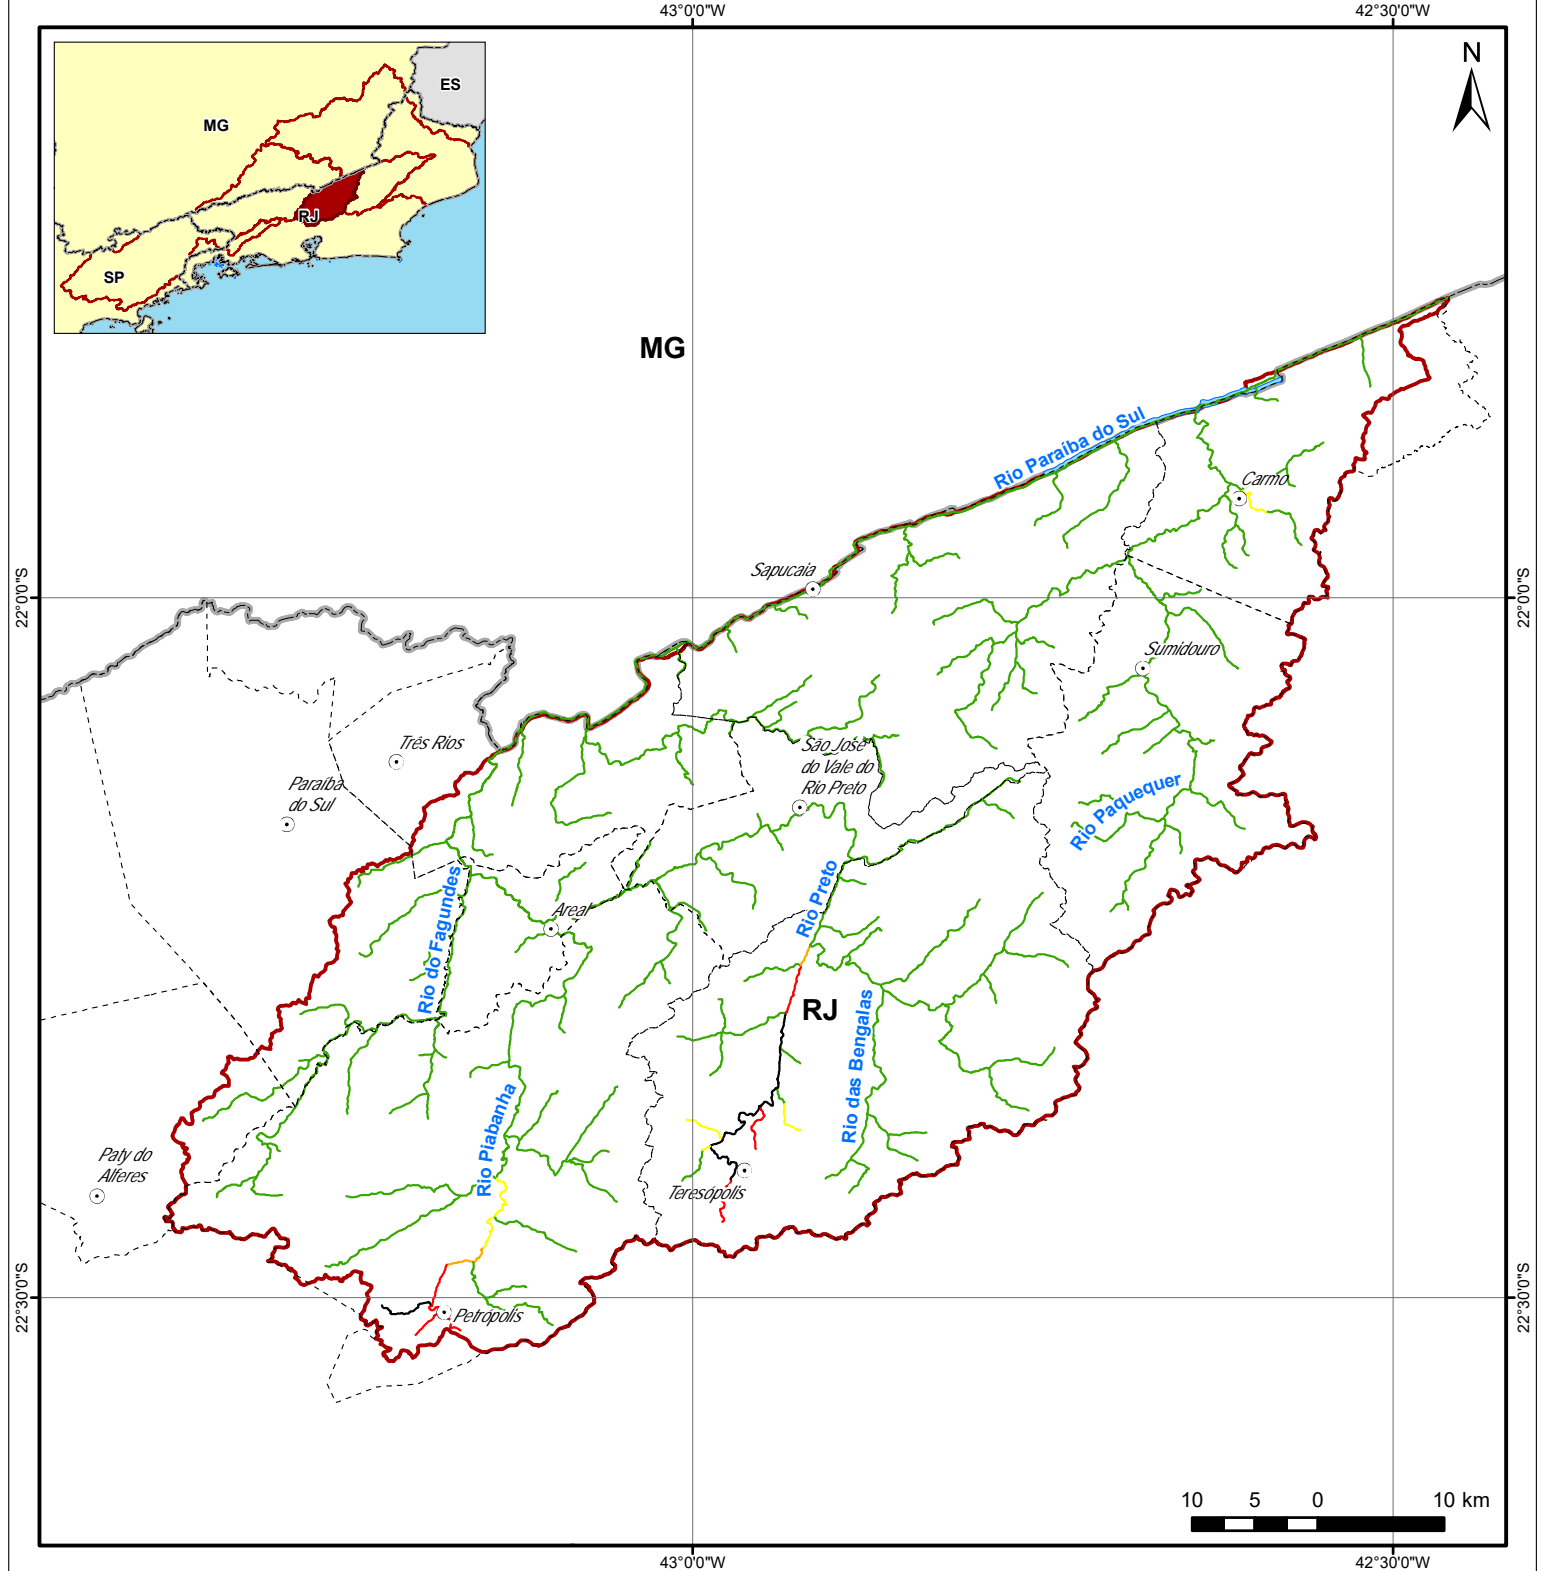 43°0'0"W
42°30'0"W
N
ES
MG
RJ
SP
MG
Rio Paraíba do Sul
Carmo
Sapucaia
22°0'0"S
22°0'0"S
Sumidouro
Três Rios
São José
do Vale do
Rio Preto
Paraíba
do Sul
Rio Paquequer
Rio Preto
Rio do Fagundes
Areal
RJ
Rio das Bengalas
Rio Piabanha
Paty do
Alferes
Teresópolis
22°30'0"S
22°30'0"S
Petrópolis
10 5 0 10 km
43°0'0"W
42°30'0"W